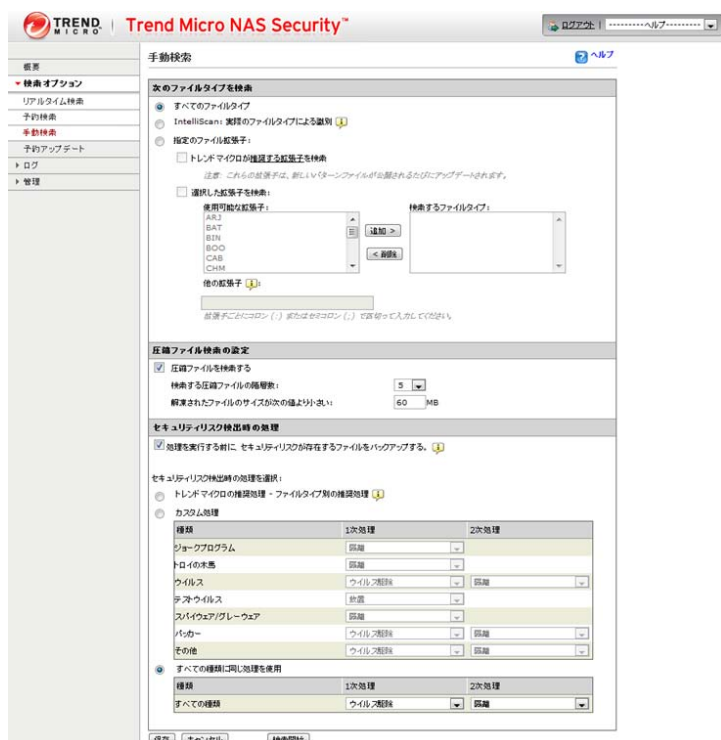 TREND MICRO
Trend Micro NAS Security™
ログアウト
---------ヘルプ---------
概要
検索オプション
リアルタイム検索
予約検索
手動検索
予約アップデート
ログ
管理
手動検索
ヘルプ
次のファイルタイプを検索
すべてのファイルタイプ
IntelliScan: 実際のファイルタイプによる識別
指定のファイル拡張子:
トレンドマイクロが推奨する拡張子を検索
注意: これらの拡張子は、新しいパターンファイルが公開されるたびにアップデートされます。
選択した拡張子を検索:
使用可能な拡張子:
検索するファイルタイプ:
ARJ
BAT
BIN
BOO
CAB
CHM
追加 >
< 削除
他の拡張子 :
拡張子ごとにコロン (:) またはセミコロン (;) で区切って入力してください。
圧縮ファイル検索の設定
圧縮ファイルを検索する
検索する圧縮ファイルの階層数: 5
解凍されたファイルのサイズが次の値より小さい: 60 MB
セキュリティリスク検出時の処理
処理を実行する前に、セキュリティリスクが存在するファイルをバックアップする。
セキュリティリスク検出時の処理を選択:
トレンドマイクロの推奨処理 - ファイルタイプ別の推奨処理
カスタム処理
種類 1次処理 2次処理
ジョークプログラム 隔離
トロイの木馬 隔離
ウイルス ウイルス駆除 隔離
テストウイルス 放置
スパイウェア/グレーウェア 隔離
パッカー ウイルス駆除 隔離
その他 ウイルス駆除 隔離
すべての種類に同じ処理を使用
種類 1次処理 2次処理
すべての種類 ウイルス駆除 隔離
保存 キャンセル 検索開始